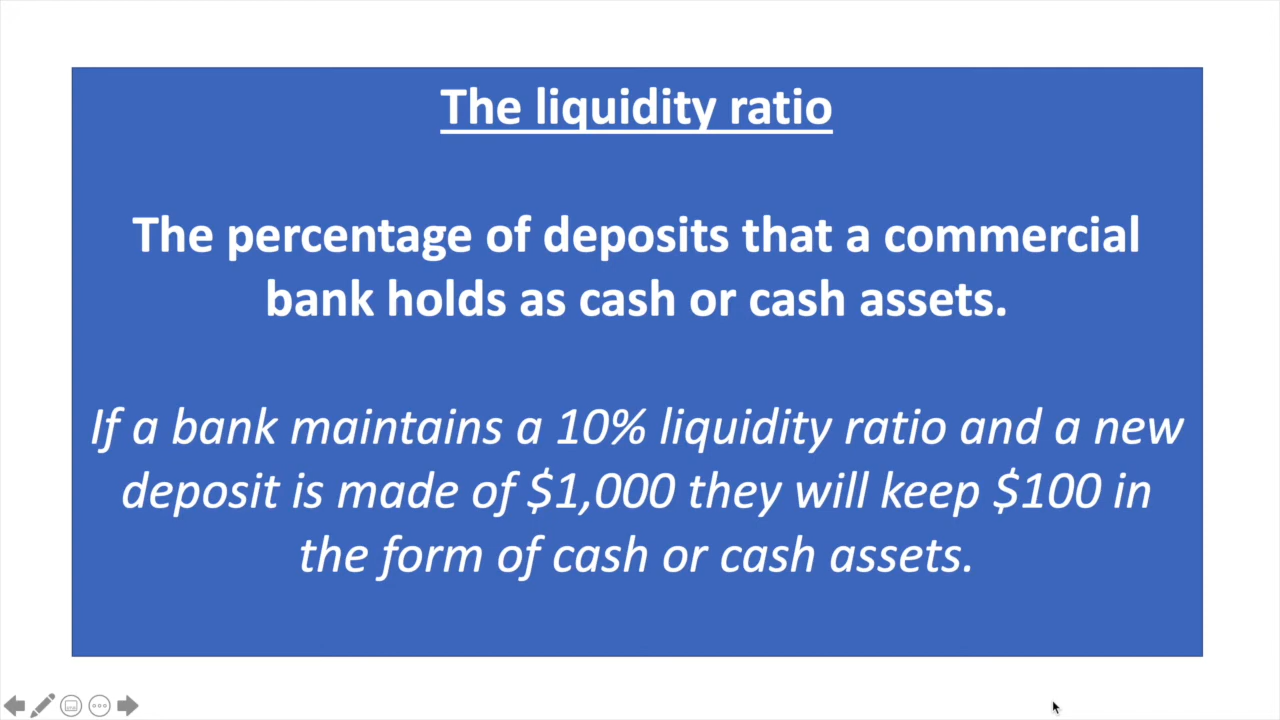 The liquidity ratio
The percentage of deposits that a commercial
bank holds as cash or cash assets.
If a bank maintains a 10% liquidity ratio and a new
deposit is made of $1,000 they will keep $100 in
the form of cash or cash assets.